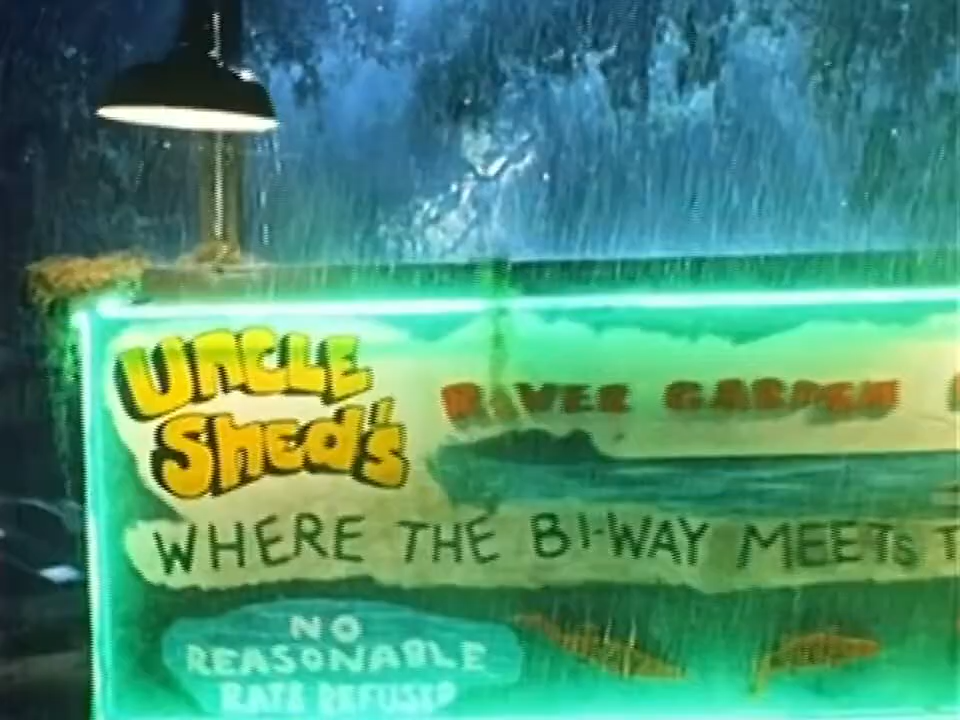 UNCLE
SHED'S
RIVER GARDEN
WHERE THE BI-WAY MEETS T
NO
REASONABLE
RATE REFUSED